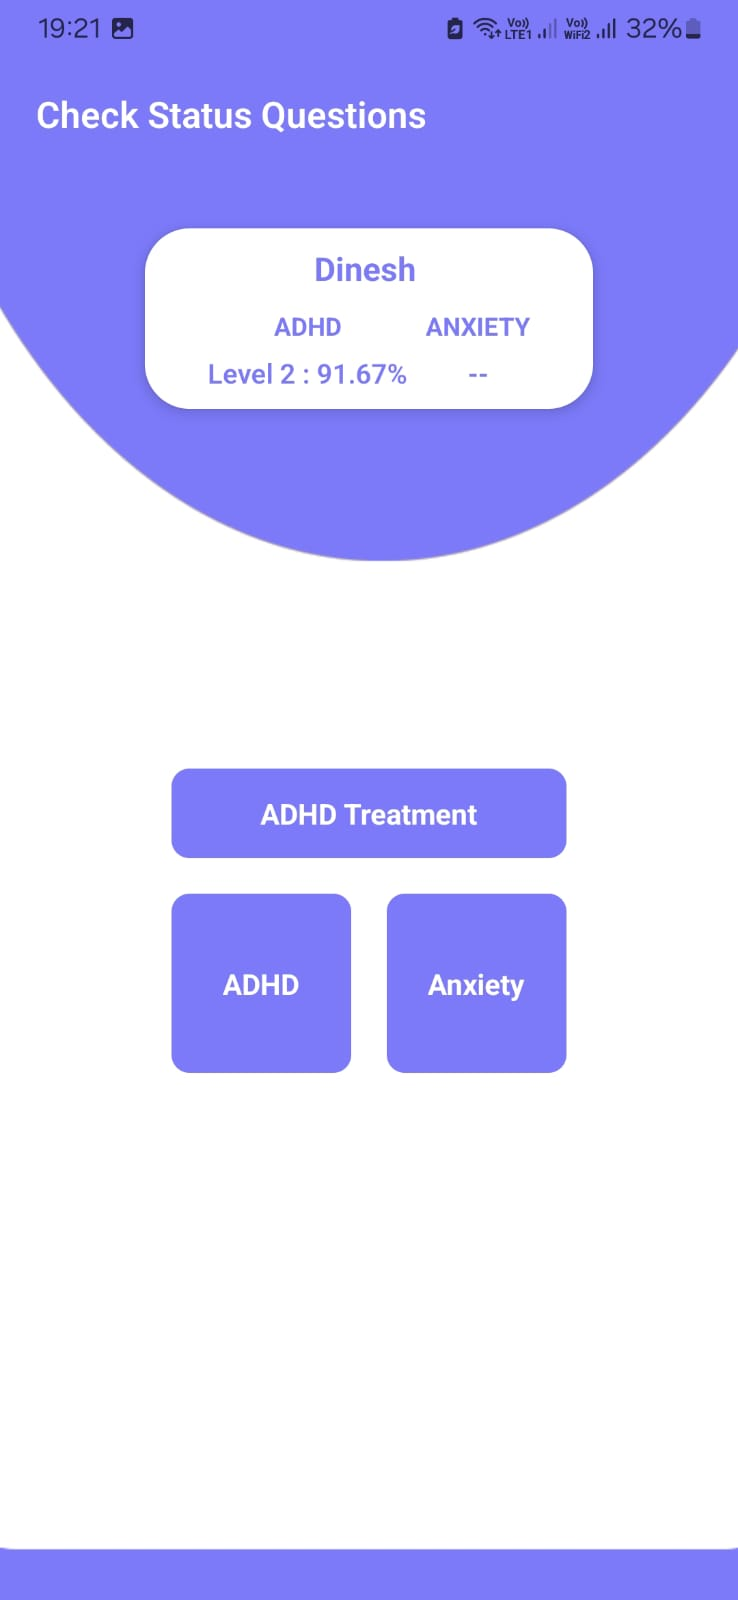 19:21 Vo)) LTE1 Vo)) WiFi2 32%
Check Status Questions
Dinesh
ADHD ANXIETY
Level 2 : 91.67% --
ADHD Treatment
ADHD Anxiety